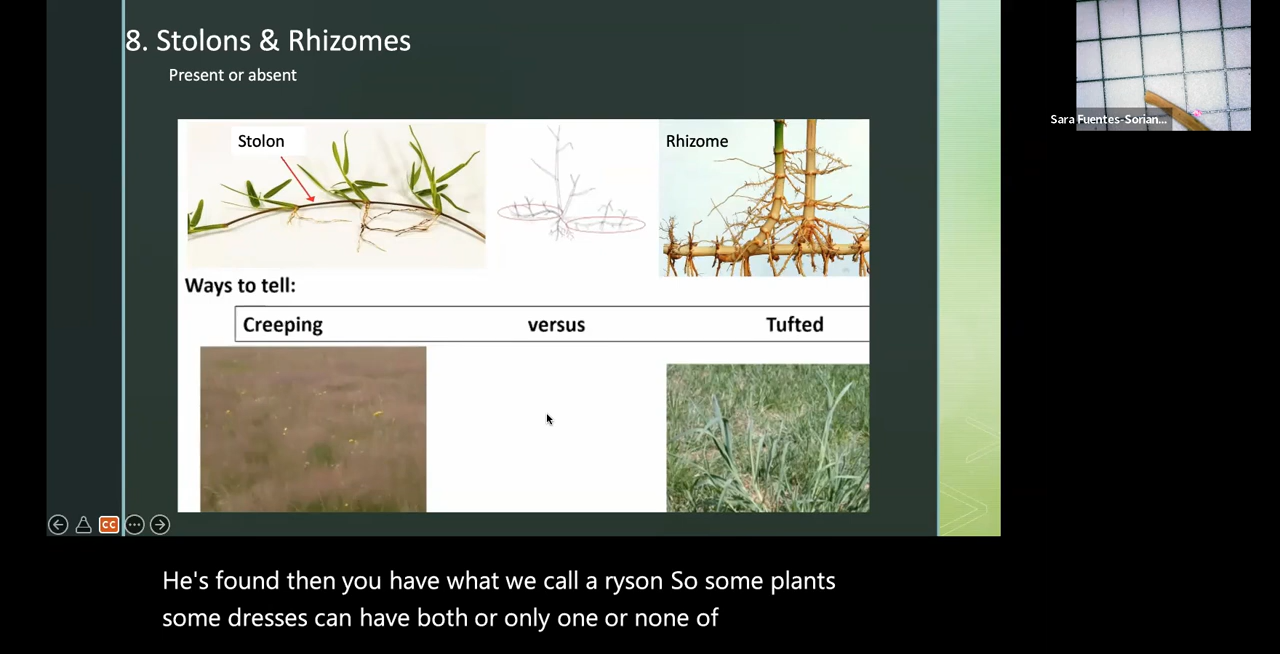 8. Stolons & Rhizomes
Present or absent
Stolon
Rhizome
Ways to tell:
Creeping versus Tufted
Sara Fuentes-Sorian...
CC
He's found then you have what we call a ryson So some plants
some dresses can have both or only one or none of